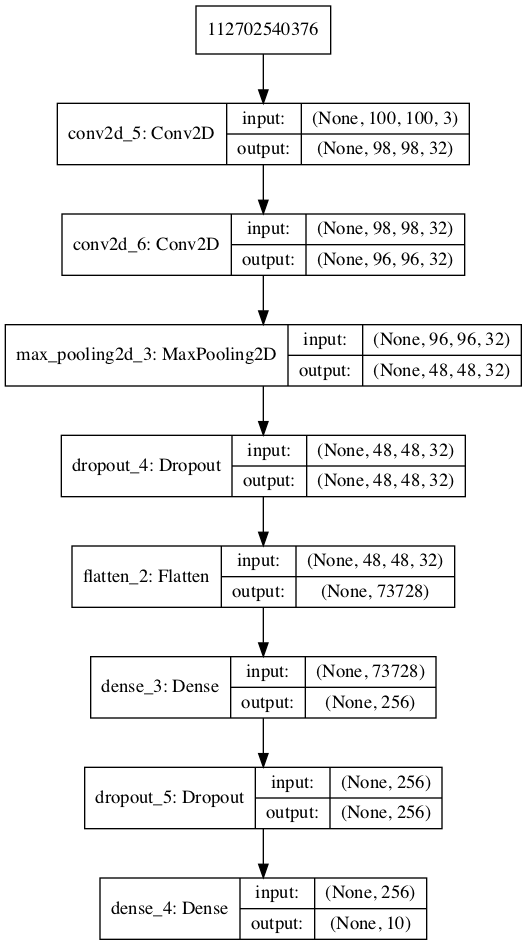 112702540376
conv2d_5: Conv2D
input: (None, 100, 100, 3)
output: (None, 98, 98, 32)
conv2d_6: Conv2D
input: (None, 98, 98, 32)
output: (None, 96, 96, 32)
max_pooling2d_3: MaxPooling2D
input: (None, 96, 96, 32)
output: (None, 48, 48, 32)
dropout_4: Dropout
input: (None, 48, 48, 32)
output: (None, 48, 48, 32)
flatten_2: Flatten
input: (None, 48, 48, 32)
output: (None, 73728)
dense_3: Dense
input: (None, 73728)
output: (None, 256)
dropout_5: Dropout
input: (None, 256)
output: (None, 256)
dense_4: Dense
input: (None, 256)
output: (None, 10)